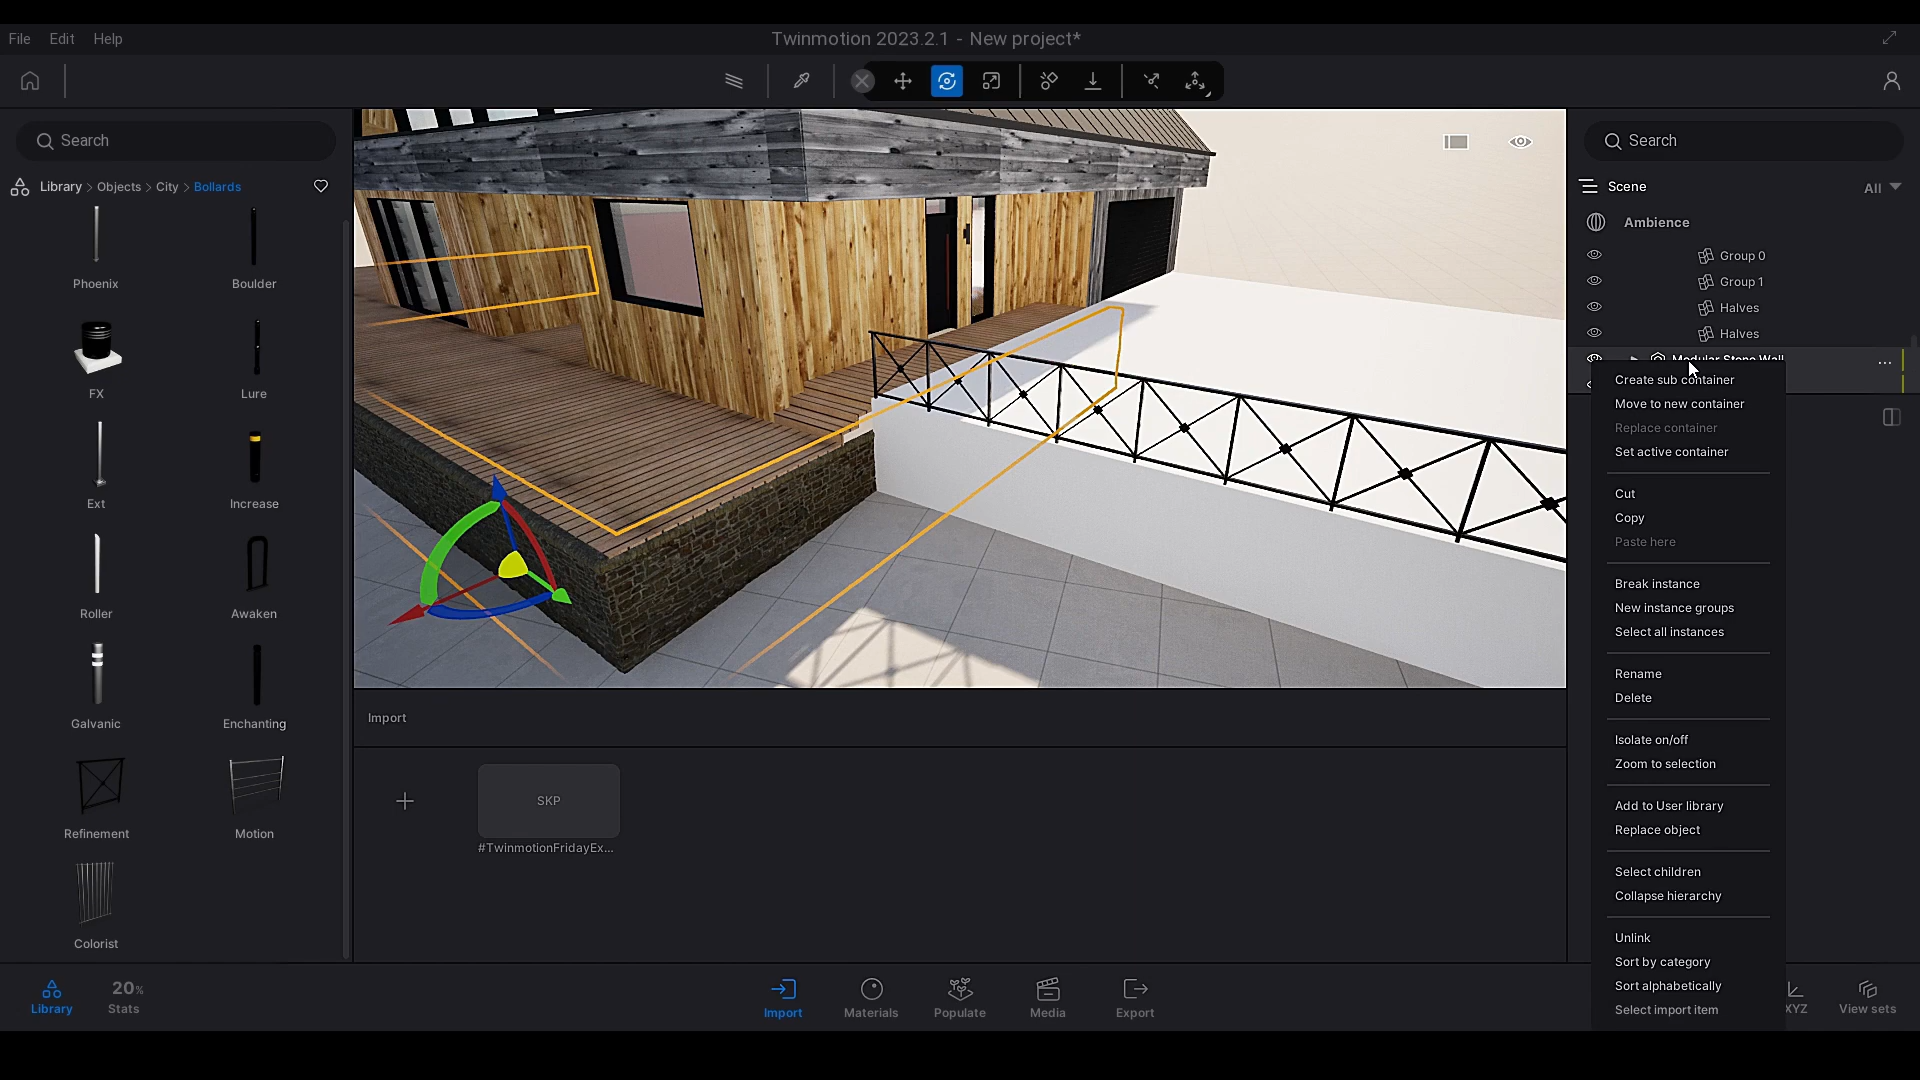 File Edit Help
Twinmotion 2023.2.1 - New project*
Search
Library > Objects > City > Bollards
Phoenix
Boulder
FX
Lure
Ext
Increase
Roller
Awaken
Galvanic
Enchanting
Refinement
Motion
Colorist
Import
SKP
#TwinmotionFridayEx...
Search
Scene
All
Ambience
Group 0
Group 1
Halves
Halves
Modular Stone Wall
Create sub container
Move to new container
Replace container
Set active container
Cut
Copy
Paste here
Break instance
New instance groups
Select all instances
Rename
Delete
Isolate on/off
Zoom to selection
Add to User library
Replace object
Select children
Collapse hierarchy
Unlink
Sort by category
Sort alphabetically
Select import item
Library
20%
Stats
Import
Materials
Populate
Media
Export
XYZ
View sets